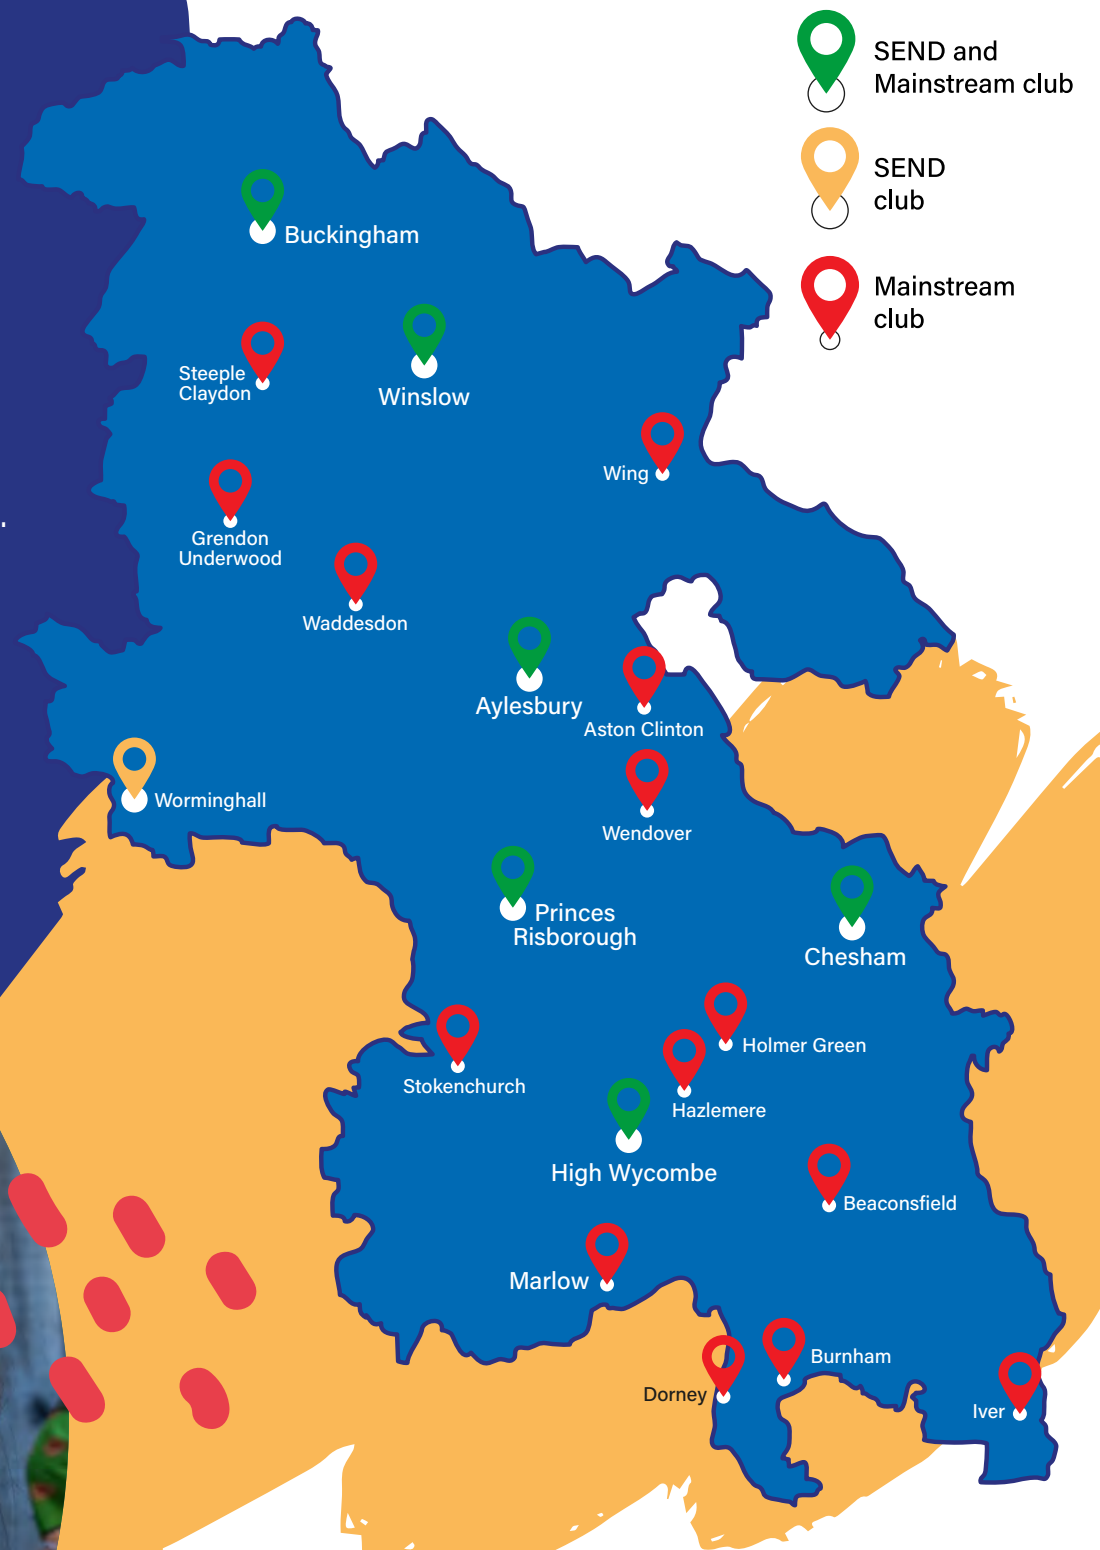 SEND and
Mainstream club
SEND
club
Mainstream
club
Buckingham
Steeple
Claydon
Winslow
Wing
Grendon
Underwood
Waddesdon
Aylesbury
Aston Clinton
Worminghall
Wendover
Princes
Risborough
Chesham
Holmer Green
Stokenchurch
Hazlemere
High Wycombe
Beaconsfield
Marlow
Burnham
Dorney
Iver
.